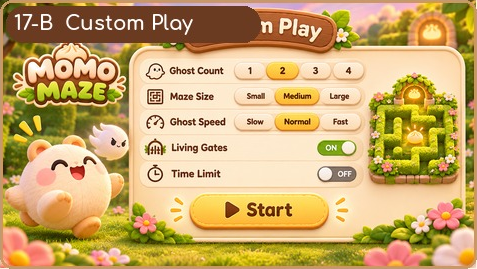 17-B Custom Play
m Play
MOMO
MAZE
Ghost Count 1 2 3 4
Maze Size Small Medium Large
Ghost Speed Slow Normal Fast
Living Gates ON
Time Limit OFF
Start